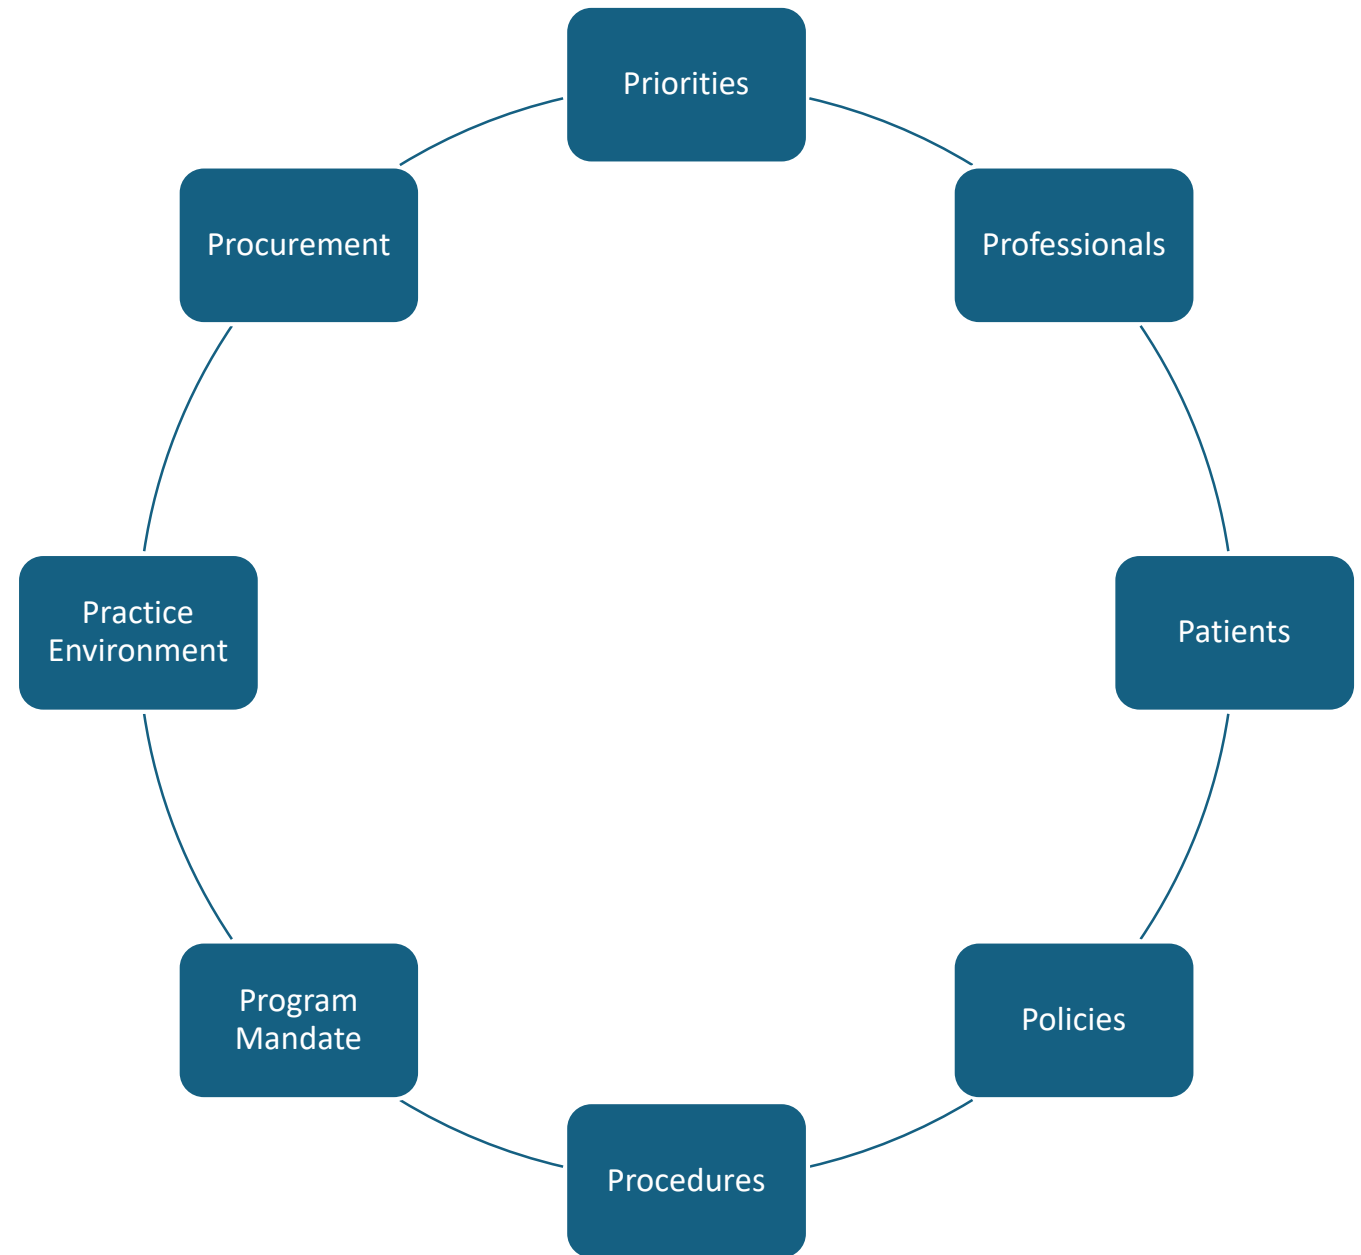 Priorities
Professionals
Patients
Policies
Procedures
Program
Mandate
Practice
Environment
Procurement